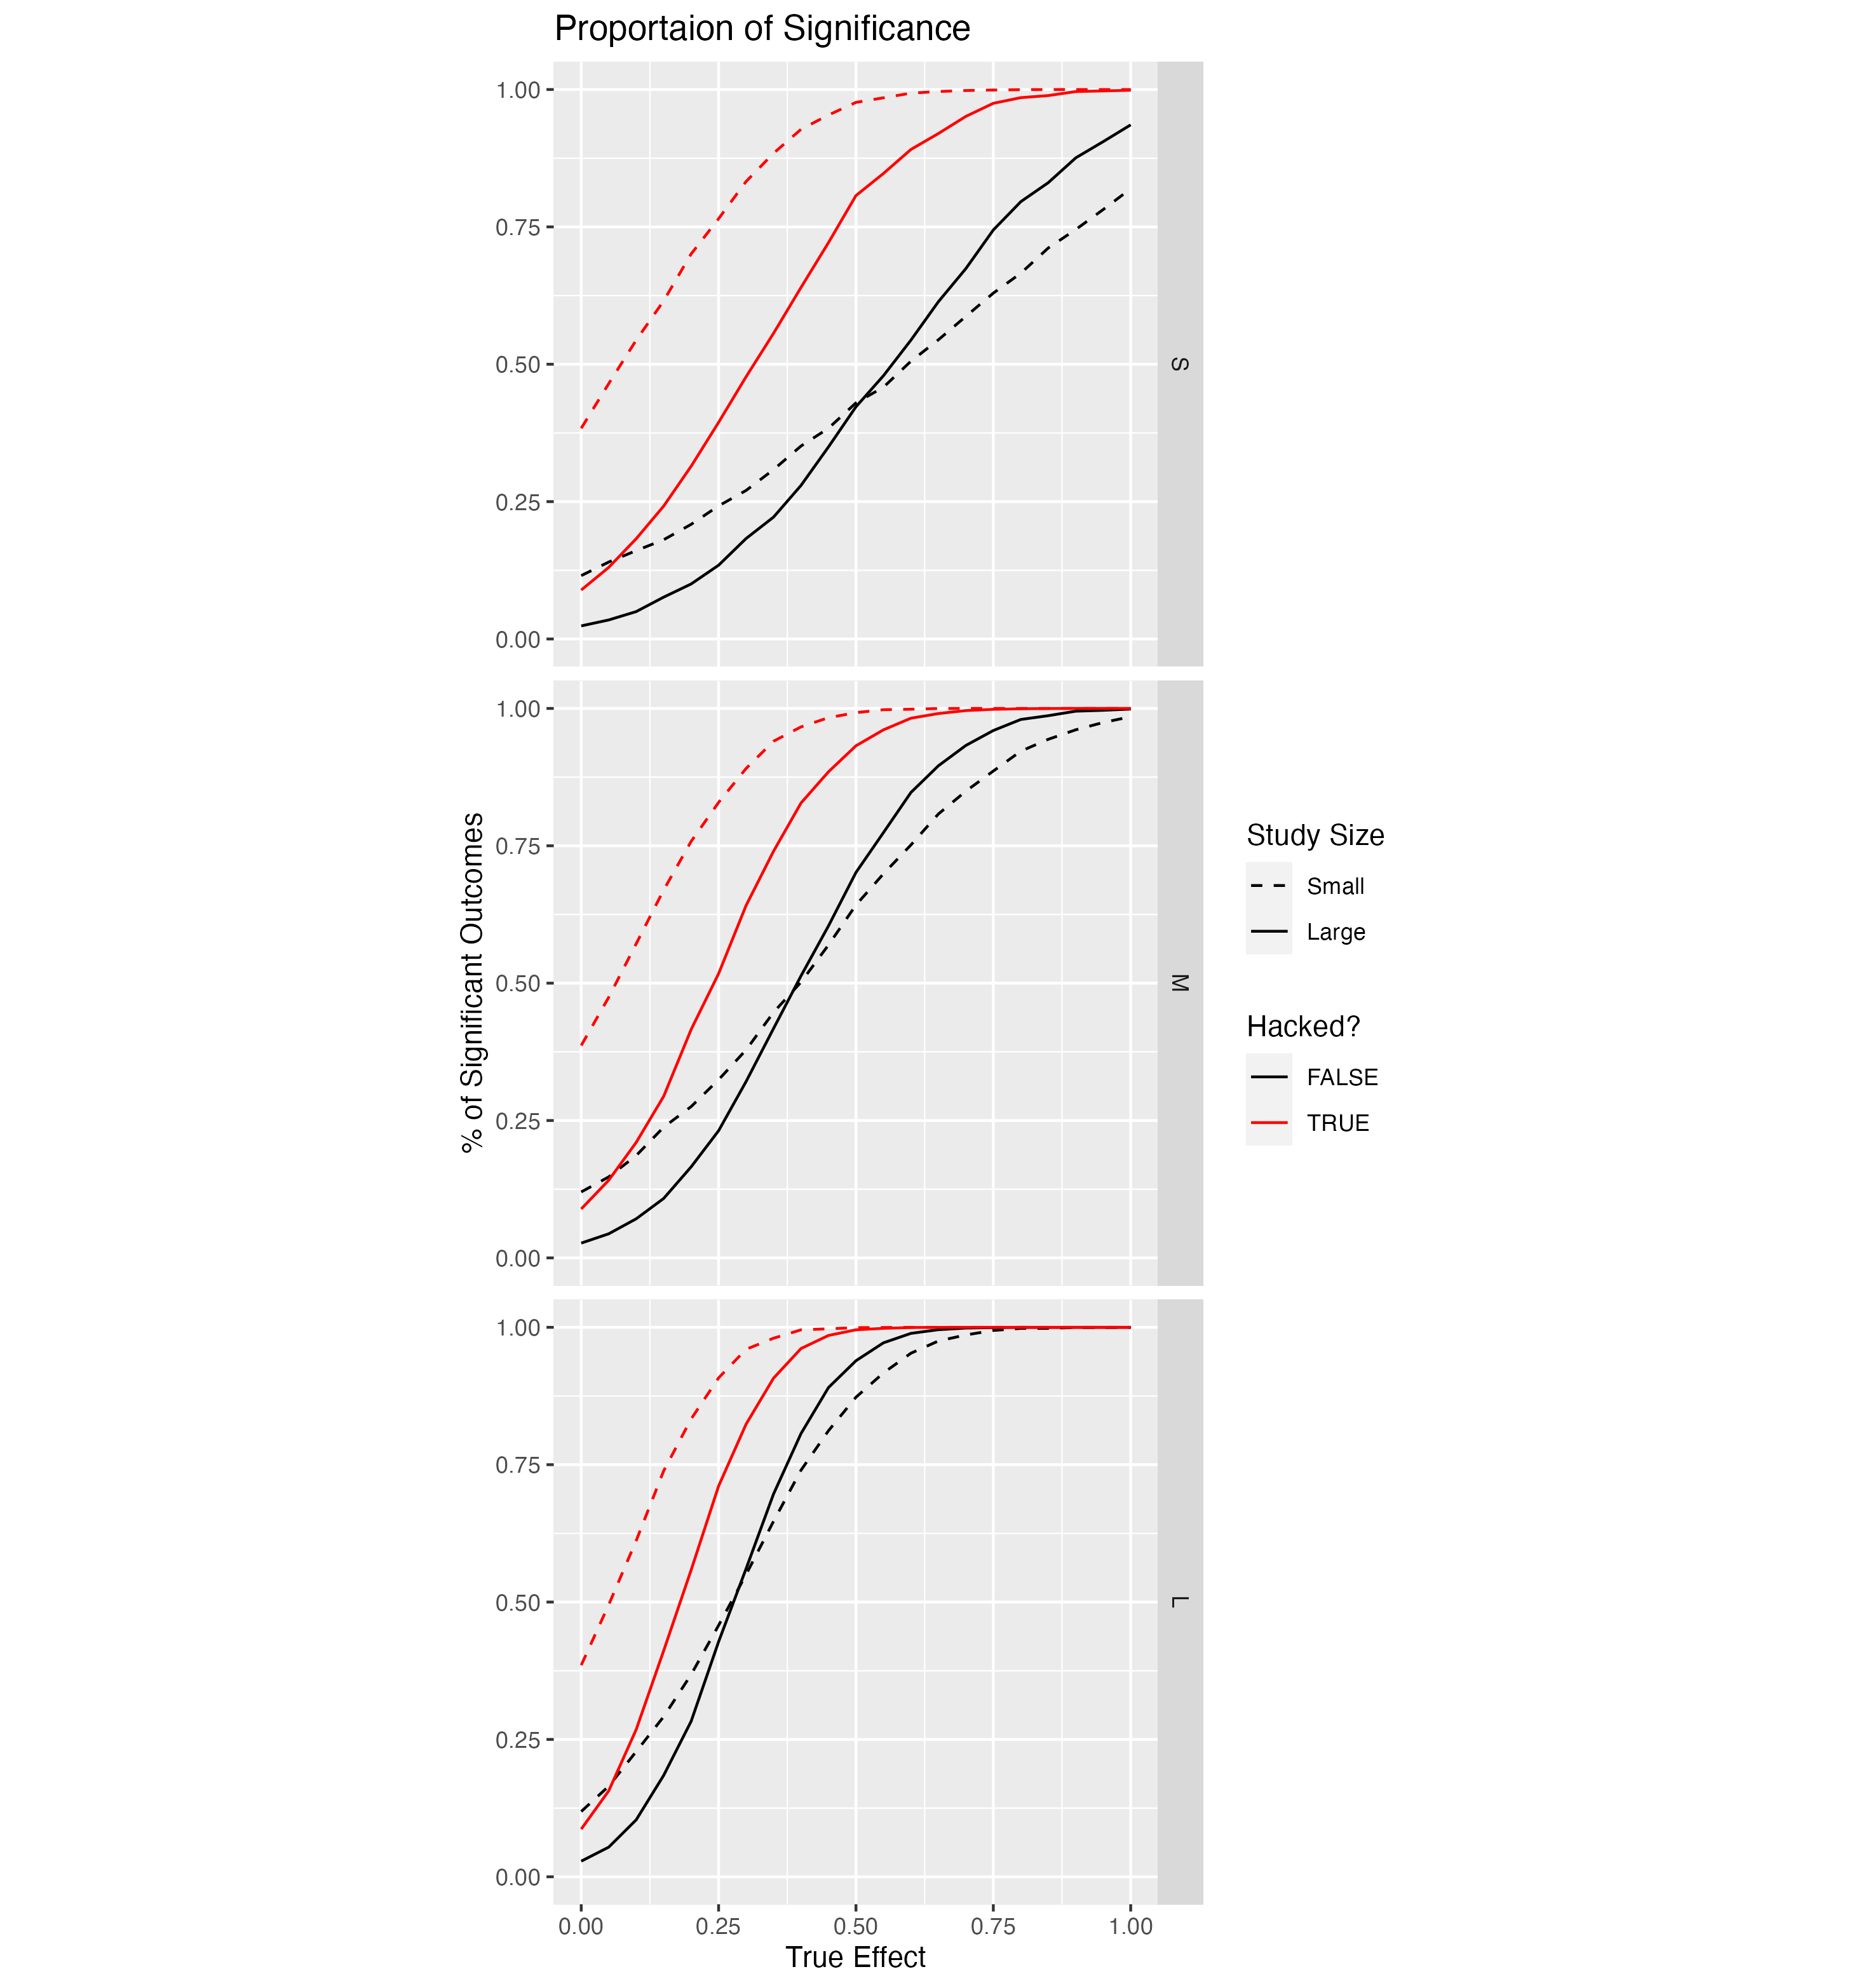 Proportaion of Significance
1.00
0.75
0.50
0.25
0.00
S
1.00
0.75
0.50
0.25
0.00
M
1.00
0.75
0.50
0.25
0.00
L
% of Significant Outcomes
0.00 0.25 0.50 0.75 1.00
True Effect
Study Size
Small
Large
Hacked?
FALSE
TRUE